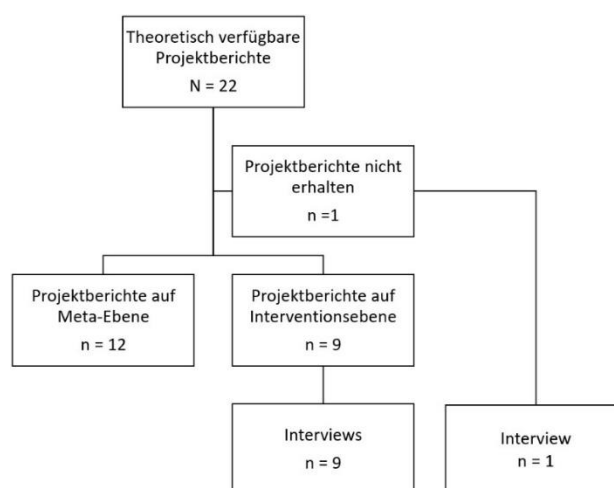 Theoretisch verfügbare
Projektberichte
N = 22
Projektberichte nicht
erhalten
n =1
Projektberichte auf
Meta-Ebene
n = 12
Projektberichte auf
Interventionsebene
n = 9
Interviews
n = 9
Interview
n = 1